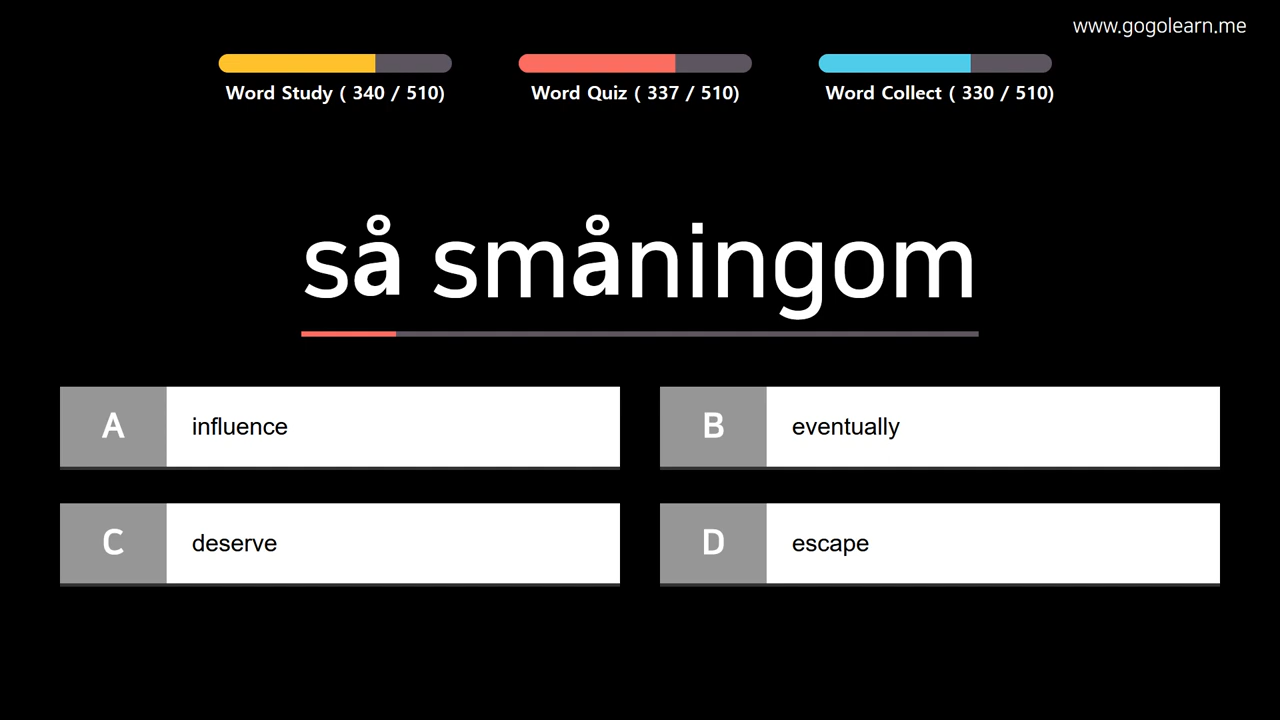 www.gogolearn.me
Word Study ( 340 / 510)
Word Quiz ( 337 / 510)
Word Collect ( 330 / 510)
så småningom
A influence
B eventually
C deserve
D escape